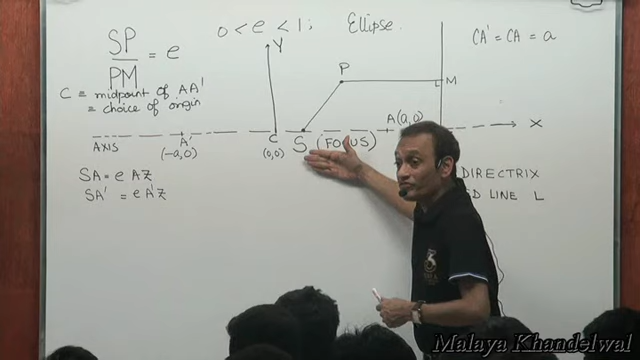 SP
PM = e
0 < e < 1; Ellipse.
CA' = CA = a
C = midpoint of AA'
= choice of origin
Y
P
M
A (a,0)
X
AXIS
A'
(-a,0)
C
(0,0)
S (FOCUS)
DIRECTRIX
LINE L
SA = e AZ
SA' = e A'Z
Malaya Khandelwal